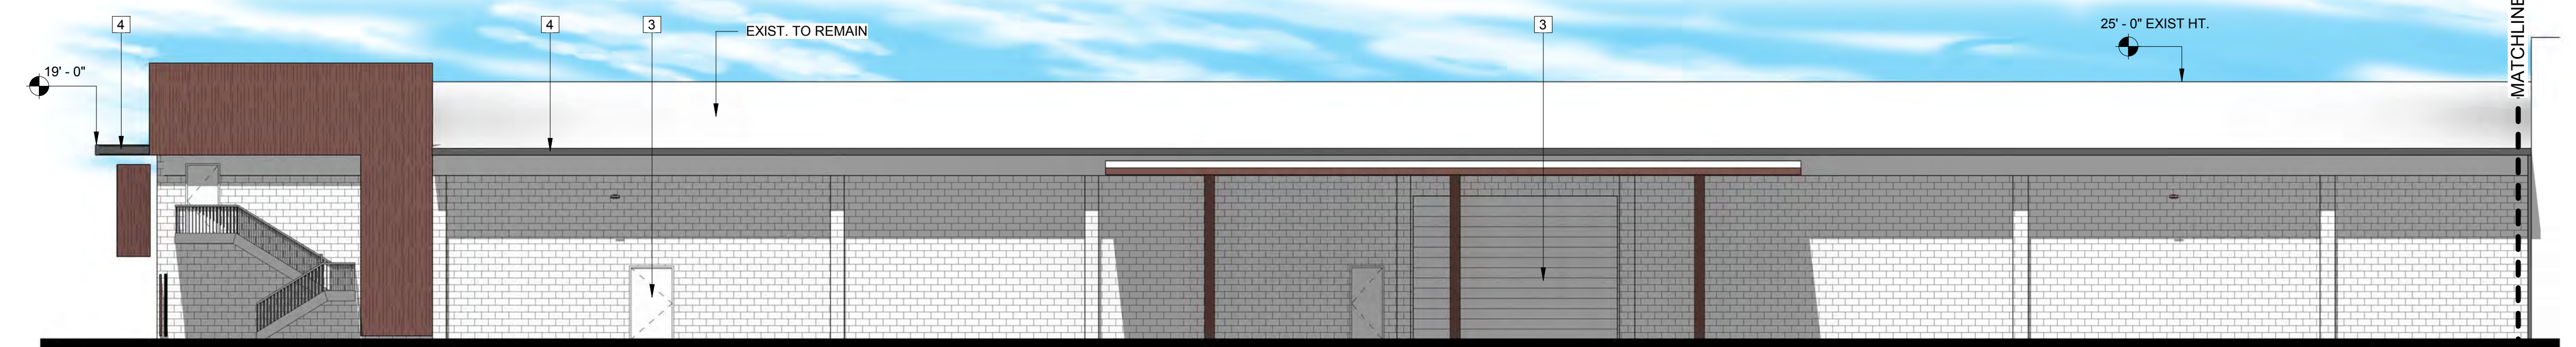 4
4
3
EXIST. TO REMAIN
3
25' - 0" EXIST HT.
MATCHLINE
19' - 0"